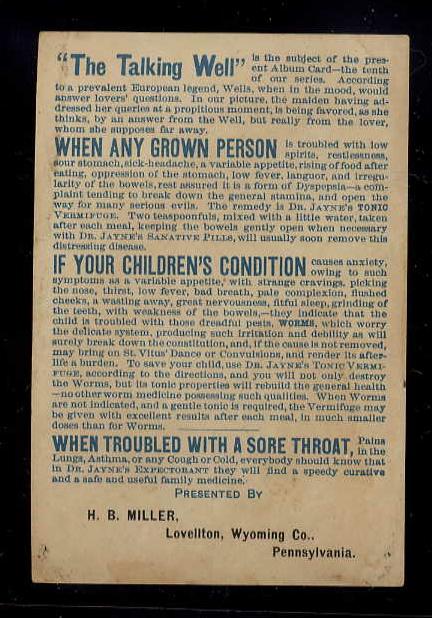 "The Talking Well" is the subject of the pres-
ent Album Card—the tenth
of our series. According
to a prevalent European legend, Wells, when in the mood, would
answer lovers' questions. In our picture, the maiden having ad-
dressed her queries at a propitious moment, is being favored, as she
thinks, by an answer from the Well, but really from the lover,
whom she supposes far away.
WHEN ANY GROWN PERSON is troubled with low
spirits, restlessness,
sour stomach, sick-headache, a variable appetite, rising of food after
eating, oppression of the stomach, low fever, languor, and irregu-
larity of the bowels, rest assured it is a form of Dyspepsia—a com-
plaint tending to break down the general stamina, and open the
way for many serious evils. The remedy is DR. JAYNE'S TONIC
VERMIFUGE. Two teaspoonfuls, mixed with a little water, taken
after each meal, keeping the bowels gently open when necessary
with DR. JAYNE'S SANATIVE PILLS, will usually soon remove this
distressing disease.
IF YOUR CHILDREN'S CONDITION causes anxiety,
owing to such
symptoms as a variable appetite, with strange cravings, picking
the nose, thirst, low fever, bad breath, pale complexion, flushed
cheeks, a wasting away, great nervousness, fitful sleep, grinding of
the teeth, with weakness of the bowels,—they indicate that the
child is troubled with those dreadful pests, WORMS, which worry
the delicate system, producing such irritation and debility as will
surely break down the constitution, and, if the cause is not removed,
may bring on St. Vitus' Dance or Convulsions, and render its after-
life a burden. To save your child, use DR. JAYNE'S TONIC VERMI-
FUGE, according to the directions, and you will not only destroy
the Worms, but its tonic properties will rebuild the general health
—no other worm medicine possessing such qualities. When Worms
are not indicated, and a gentle tonic is required, the Vermifuge may
be given with excellent results after each meal, in much smaller
doses than for Worms.
WHEN TROUBLED WITH A SORE THROAT, Pains
in the
Lungs, Asthma, or any Cough or Cold, everybody should know that
in DR. JAYNE'S EXPECTORANT they will find a speedy curative
and a safe and useful family medicine.
PRESENTED BY
H. B. MILLER,
Lovellton, Wyoming Co.,
Pennsylvania.